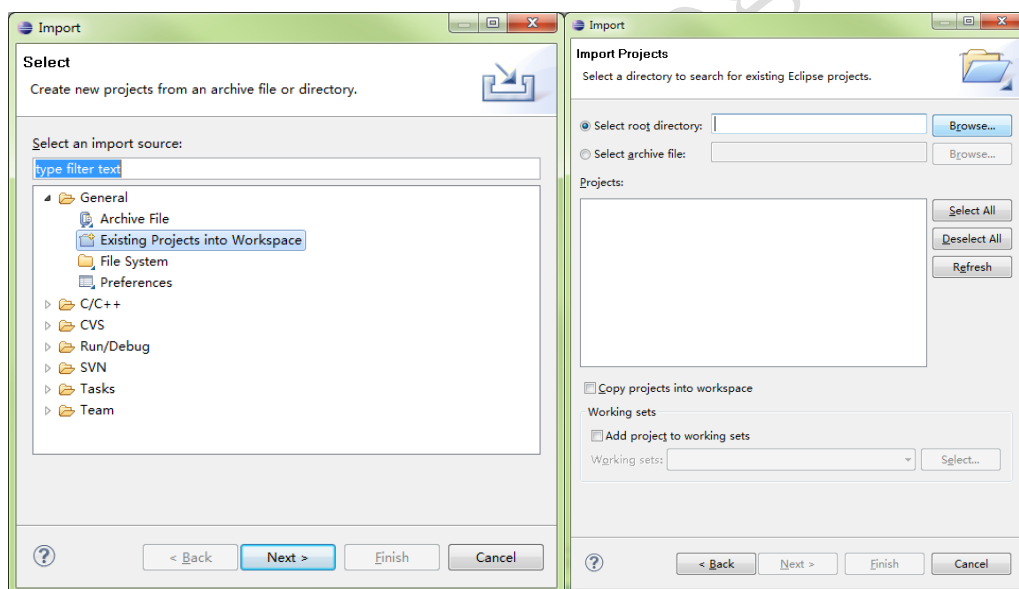 Import
Select
Create new projects from an archive file or directory.
Select an import source:
type filter text
General
Archive File
Existing Projects into Workspace
File System
Preferences
C/C++
CVS
Run/Debug
SVN
Tasks
Team
< Back
Next >
Finish
Cancel
Import
Import Projects
Select a directory to search for existing Eclipse projects.
Select root directory:
Browse...
Select archive file:
Browse...
Projects:
Select All
Deselect All
Refresh
Copy projects into workspace
Working sets
Add project to working sets
Working sets:
Select...
< Back
Next >
Finish
Cancel